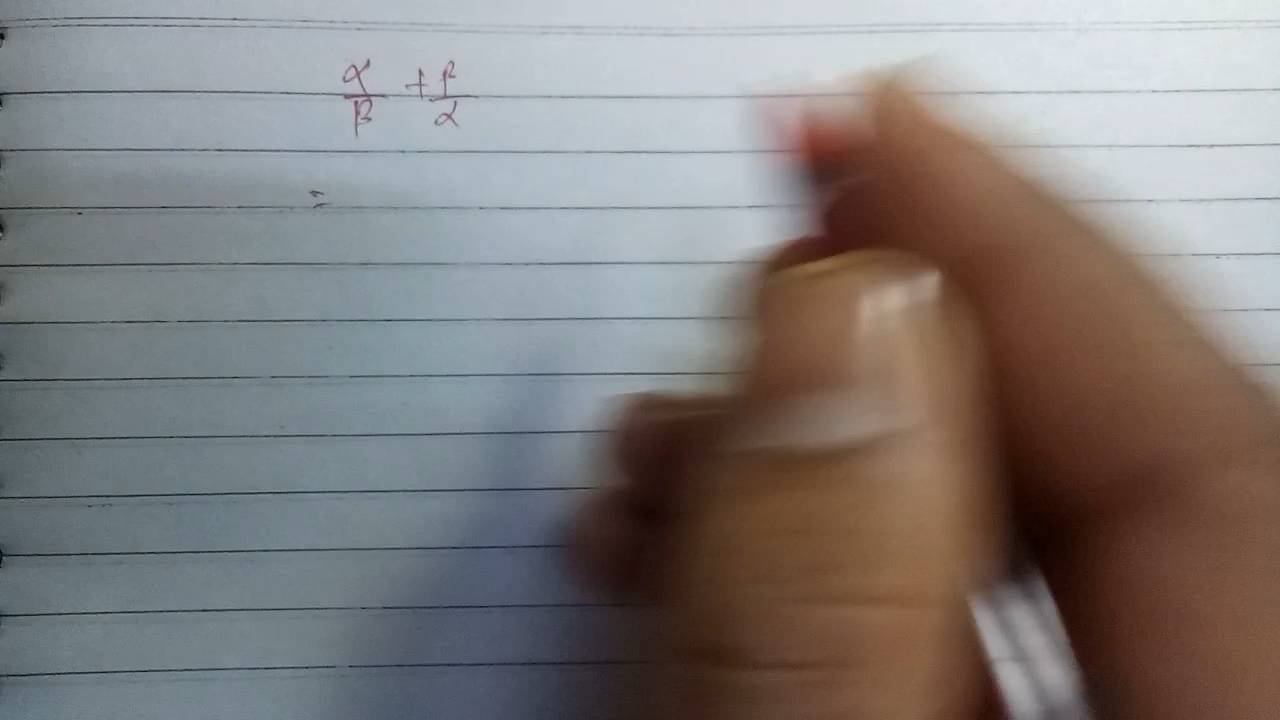 α/β + β/α
=